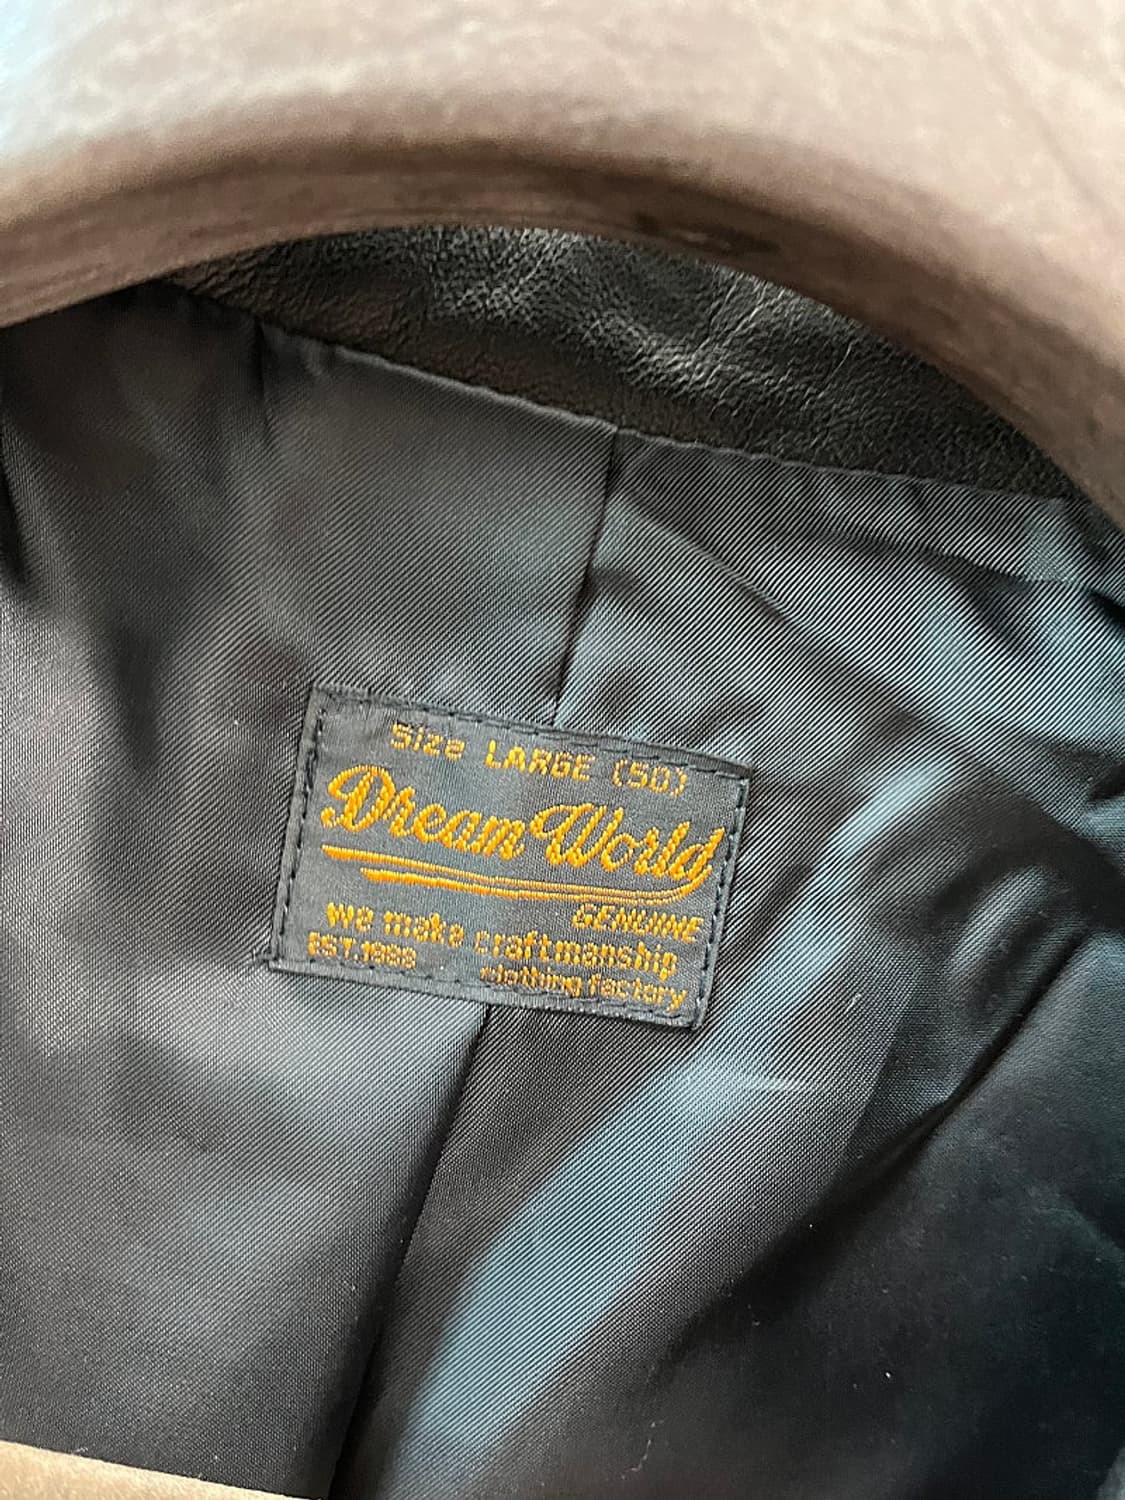 Size LARGE (50)
Dream World
GENUINE
we make craftmanship
EST.1988 clothing factory